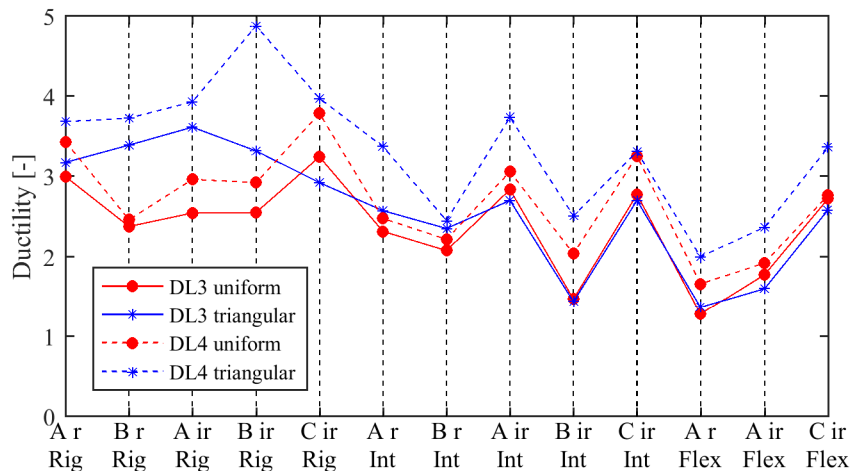 5
4
3
2
1
0
Ductility [-]
DL3 uniform
DL3 triangular
DL4 uniform
DL4 triangular
A r B r A ir B ir C ir A r B r A ir B ir C ir A r A ir C ir
Rig Rig Rig Rig Rig Int Int Int Int Int Flex Flex Flex